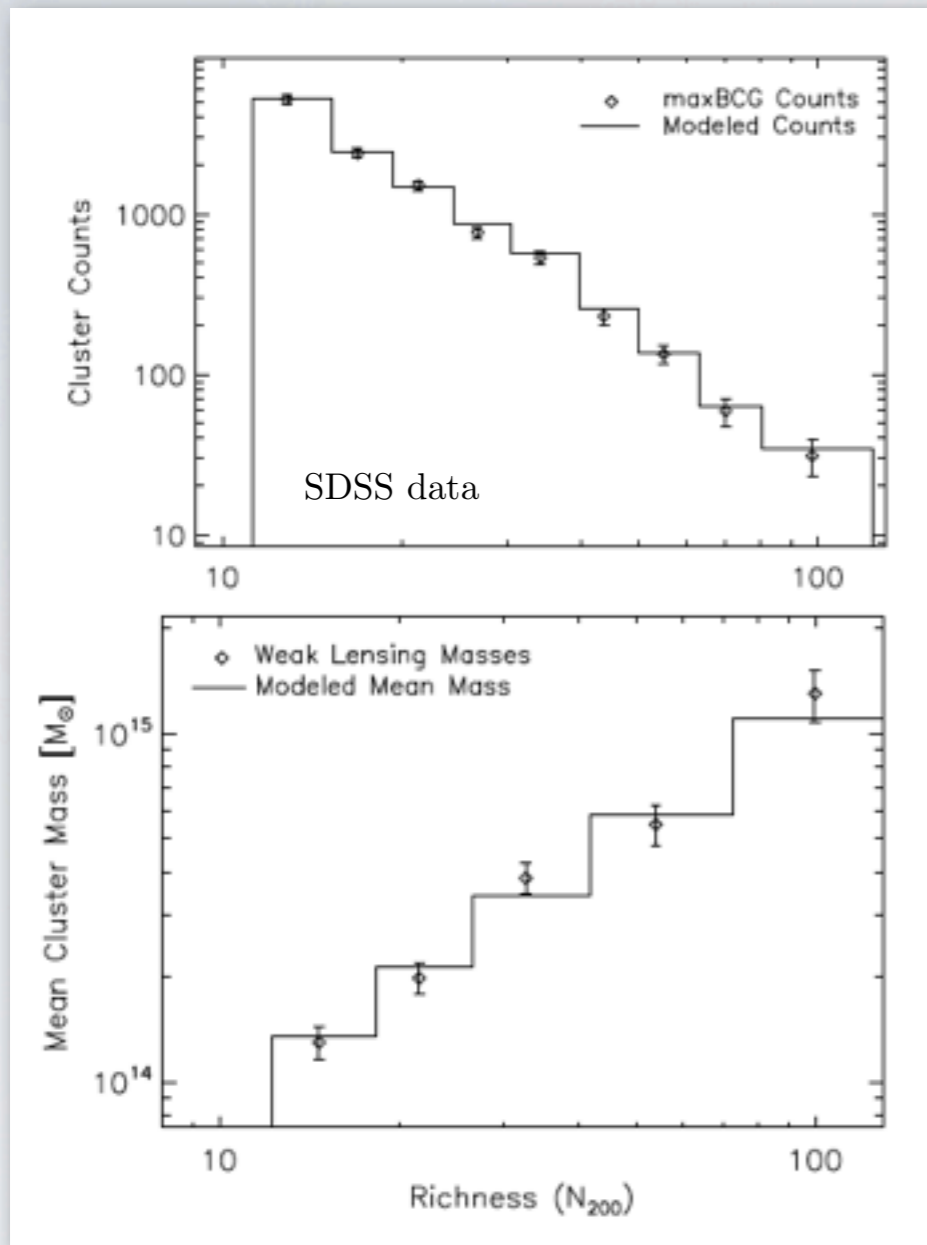 maxBCG Counts
Modeled Counts
Cluster Counts
1000
100
10
SDSS data
10 100
Weak Lensing Masses
Modeled Mean Mass
Mean Cluster Mass [M⊙]
10¹⁵
10¹⁴
10 100
Richness (N₂₀₀)